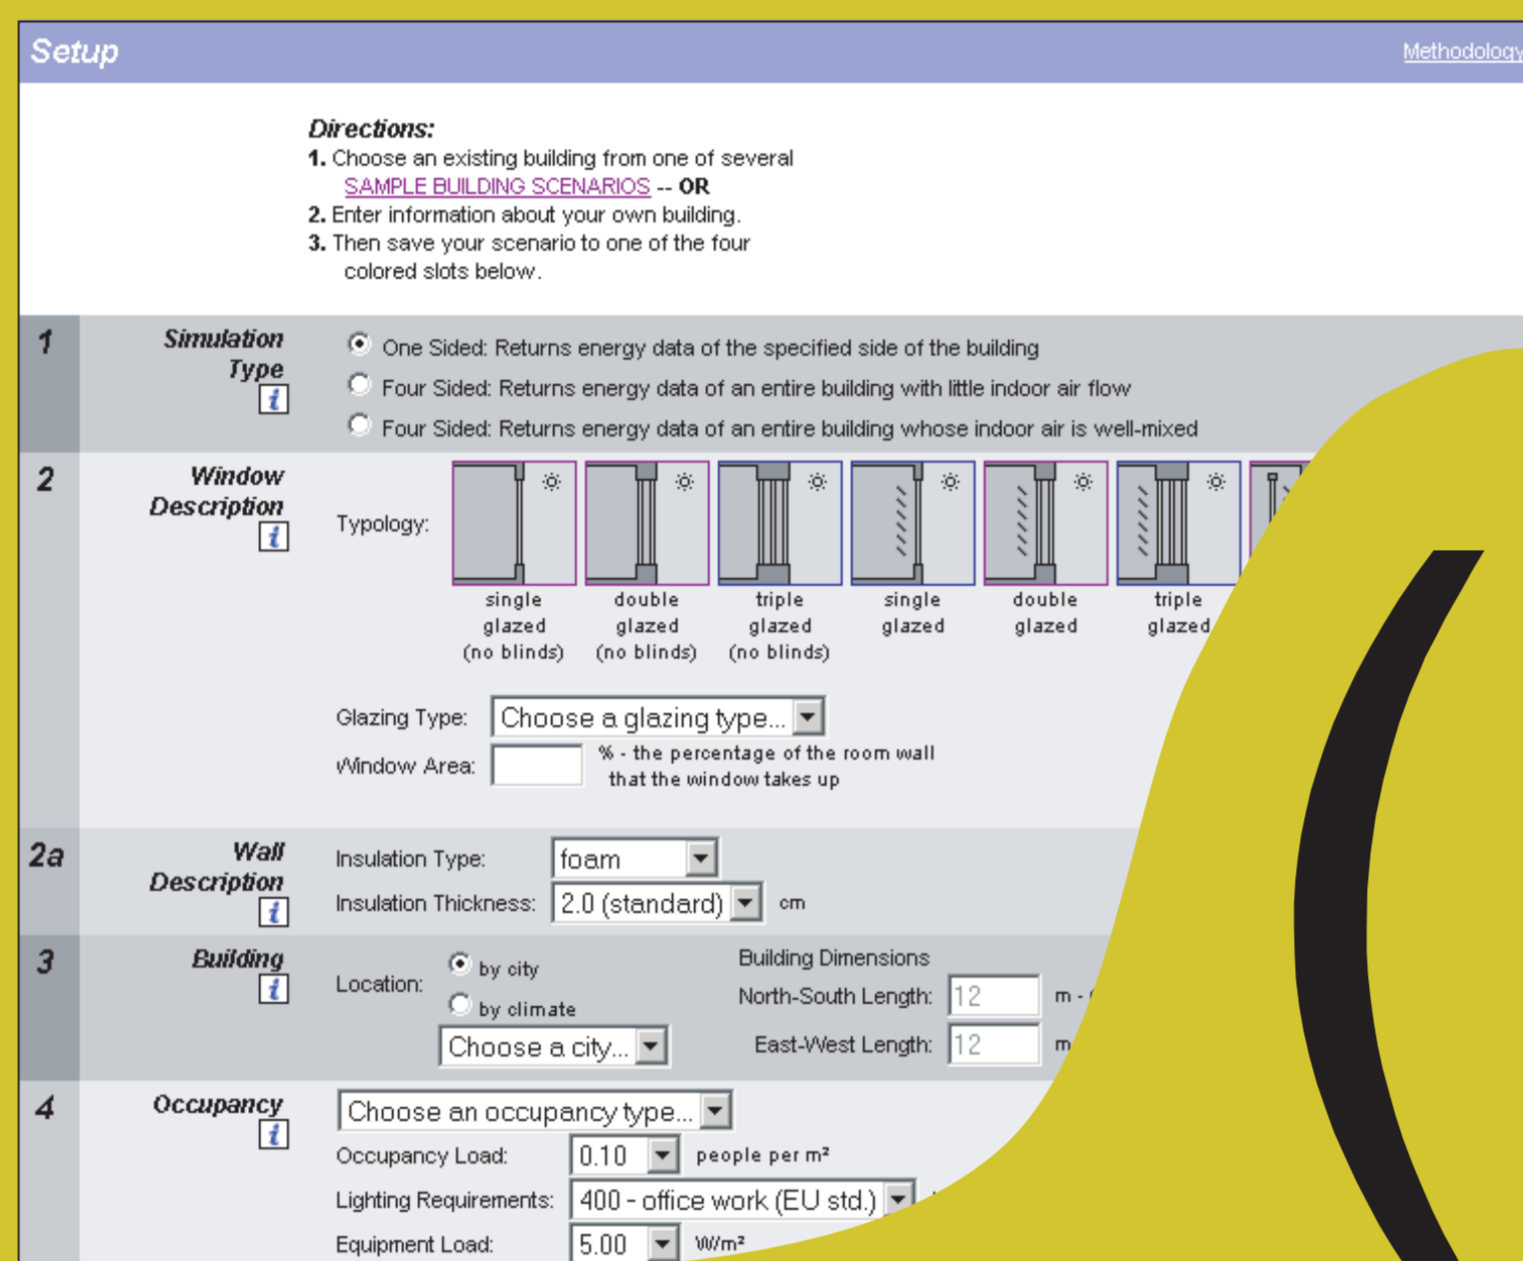 Setup
Methodology
Directions:
1. Choose an existing building from one of several
SAMPLE BUILDING SCENARIOS -- OR
2. Enter information about your own building.
3. Then save your scenario to one of the four
colored slots below.
1
Simulation
Type
i
One Sided: Returns energy data of the specified side of the building
Four Sided: Returns energy data of an entire building with little indoor air flow
Four Sided: Returns energy data of an entire building whose indoor air is well-mixed
2
Window
Description
i
Typology:
single
glazed
(no blinds)
double
glazed
(no blinds)
triple
glazed
(no blinds)
single
glazed
double
glazed
triple
glazed
Glazing Type: Choose a glazing type...
Window Area: % - the percentage of the room wall
that the window takes up
2a
Wall
Description
i
Insulation Type: foam
Insulation Thickness: 2.0 (standard) cm
3
Building
i
Location:
by city
by climate
Choose a city...
Building Dimensions
North-South Length: 12 m -
East-West Length: 12 m
4
Occupancy
i
Choose an occupancy type...
Occupancy Load: 0.10 people per m²
Lighting Requirements: 400 - office work (EU std.)
Equipment Load: 5.00 W/m²
(